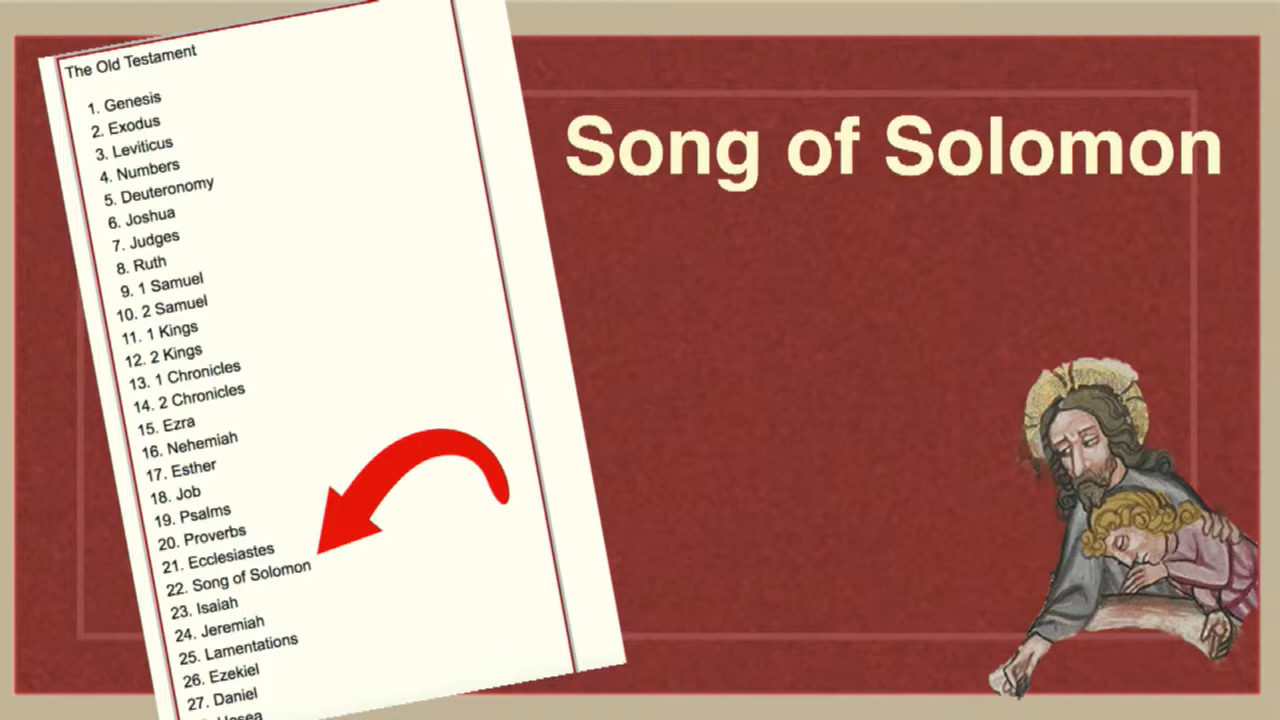 The Old Testament
1. Genesis
2. Exodus
3. Leviticus
4. Numbers
5. Deuteronomy
6. Joshua
7. Judges
8. Ruth
9. 1 Samuel
10. 2 Samuel
11. 1 Kings
12. 2 Kings
13. 1 Chronicles
14. 2 Chronicles
15. Ezra
16. Nehemiah
17. Esther
18. Job
19. Psalms
20. Proverbs
21. Ecclesiastes
22. Song of Solomon
23. Isaiah
24. Jeremiah
25. Lamentations
26. Ezekiel
27. Daniel
Hosea
Song of Solomon